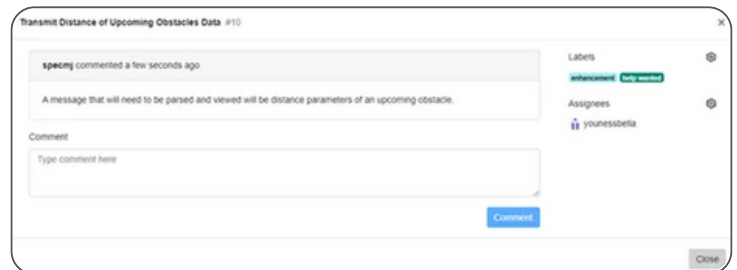 Transmit Distance of Upcoming Obstacles Data #10
×
specmj commented a few seconds ago
A message that will need to be parsed and viewed will be distance parameters of an upcoming obstacle.
Comment
Type comment here
Comment
Labels
enhancement help wanted
Assignees
younessbella
Close